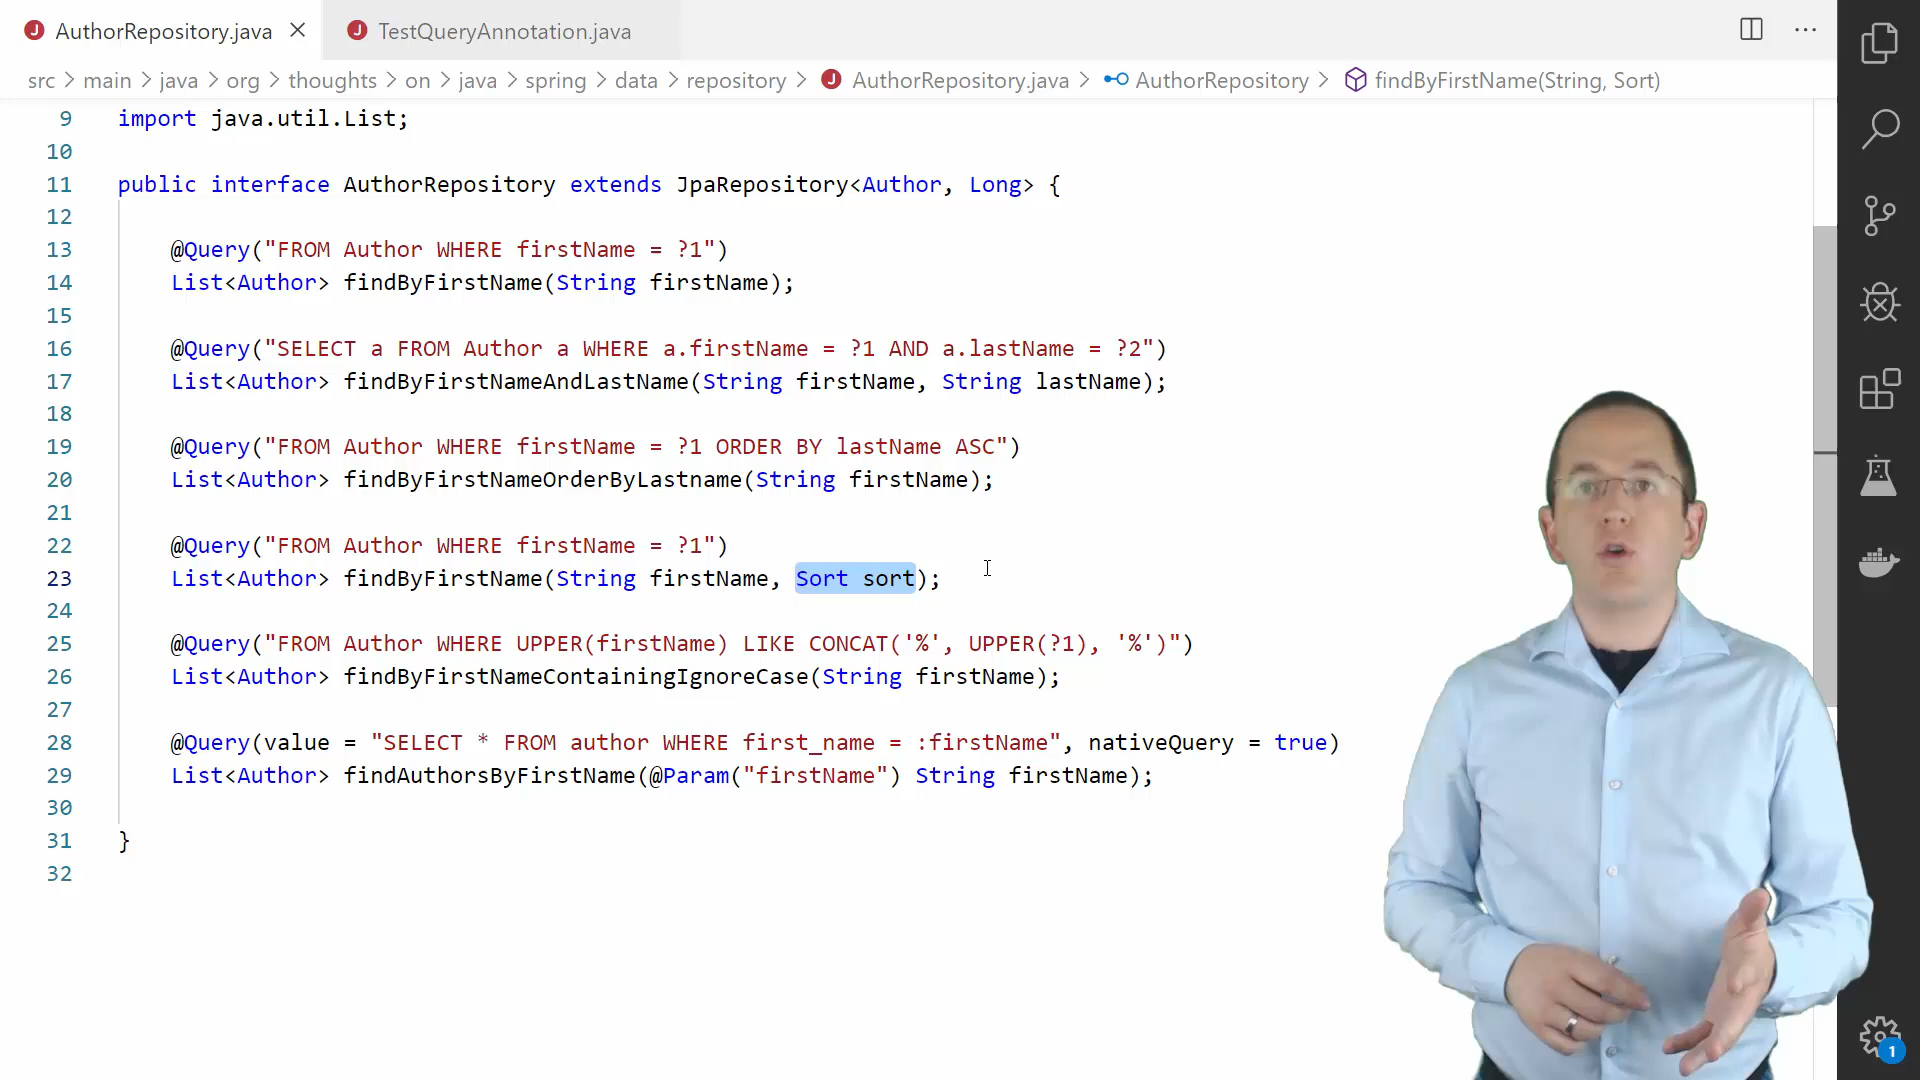 AuthorRepository.java
TestQueryAnnotation.java
src > main > java > org > thoughts > on > java > spring > data > repository > AuthorRepository.java > AuthorRepository > findByFirstName(String, Sort)
9 import java.util.List;
10
11 public interface AuthorRepository extends JpaRepository<Author, Long> {
12
13 @Query("FROM Author WHERE firstName = ?1")
14 List<Author> findByFirstName(String firstName);
15
16 @Query("SELECT a FROM Author a WHERE a.firstName = ?1 AND a.lastName = ?2")
17 List<Author> findByFirstNameAndLastName(String firstName, String lastName);
18
19 @Query("FROM Author WHERE firstName = ?1 ORDER BY lastName ASC")
20 List<Author> findByFirstNameOrderByLastname(String firstName);
21
22 @Query("FROM Author WHERE firstName = ?1")
23 List<Author> findByFirstName(String firstName, Sort sort);
24
25 @Query("FROM Author WHERE UPPER(firstName) LIKE CONCAT('%', UPPER(?1), '%')")
26 List<Author> findByFirstNameContainingIgnoreCase(String firstName);
27
28 @Query(value = "SELECT * FROM author WHERE first_name = :firstName", nativeQuery = true)
29 List<Author> findAuthorsByFirstName(@Param("firstName") String firstName);
30
31 }
32
1